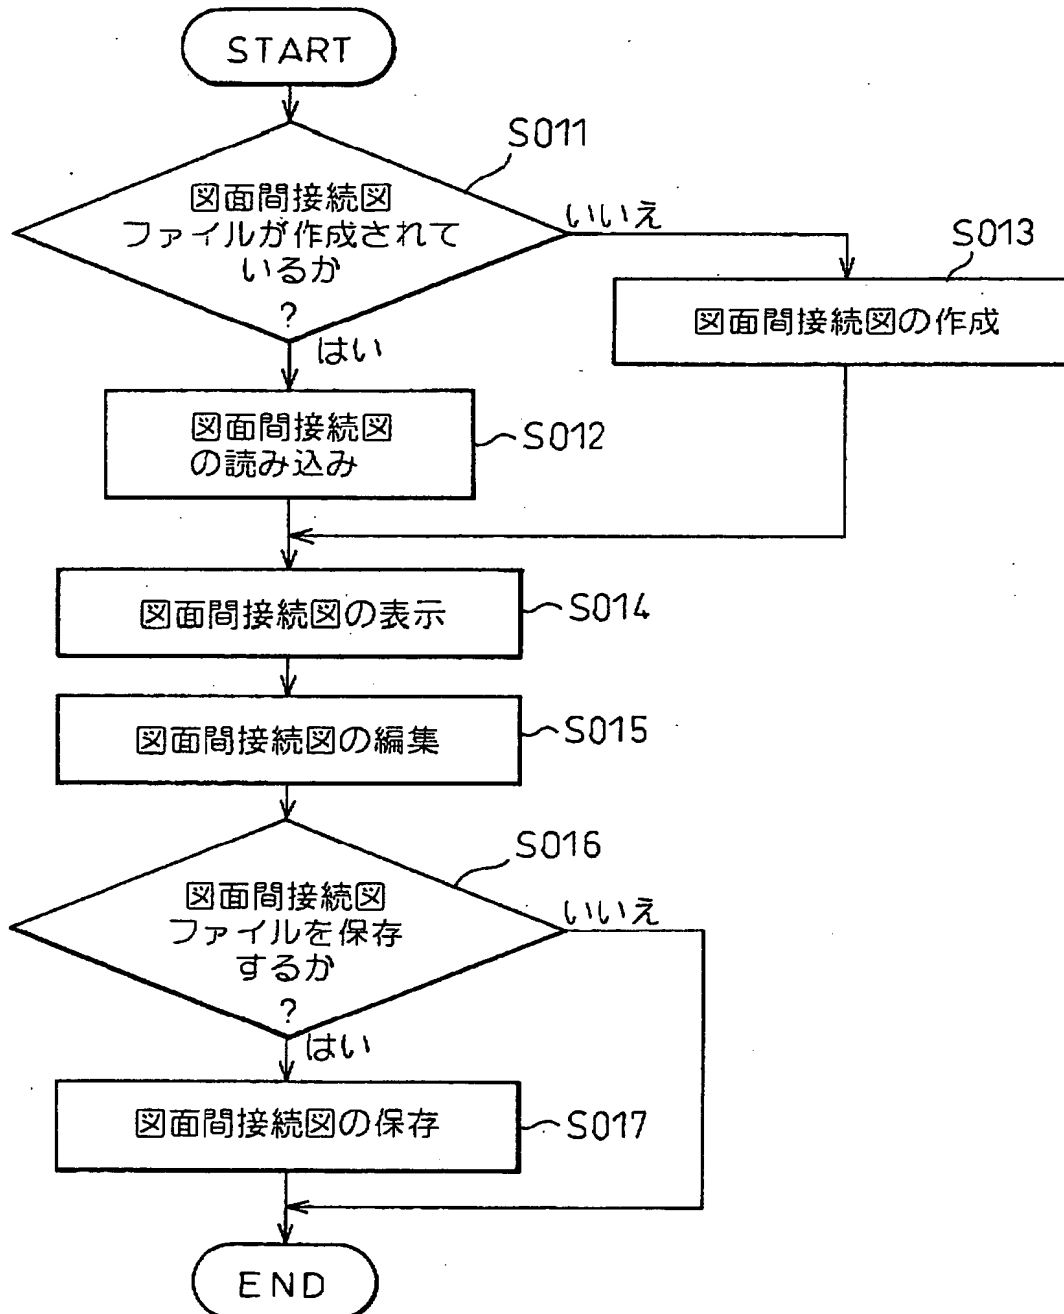 START
S011
図面間接続図
ファイルが作成されて
いるか
?
いいえ
はい
S013
図面間接続図の作成
図面間接続図
の読み込み
S012
図面間接続図の表示
S014
図面間接続図の編集
S015
S016
図面間接続図
ファイルを保存
するか
?
いいえ
はい
図面間接続図の保存
S017
END